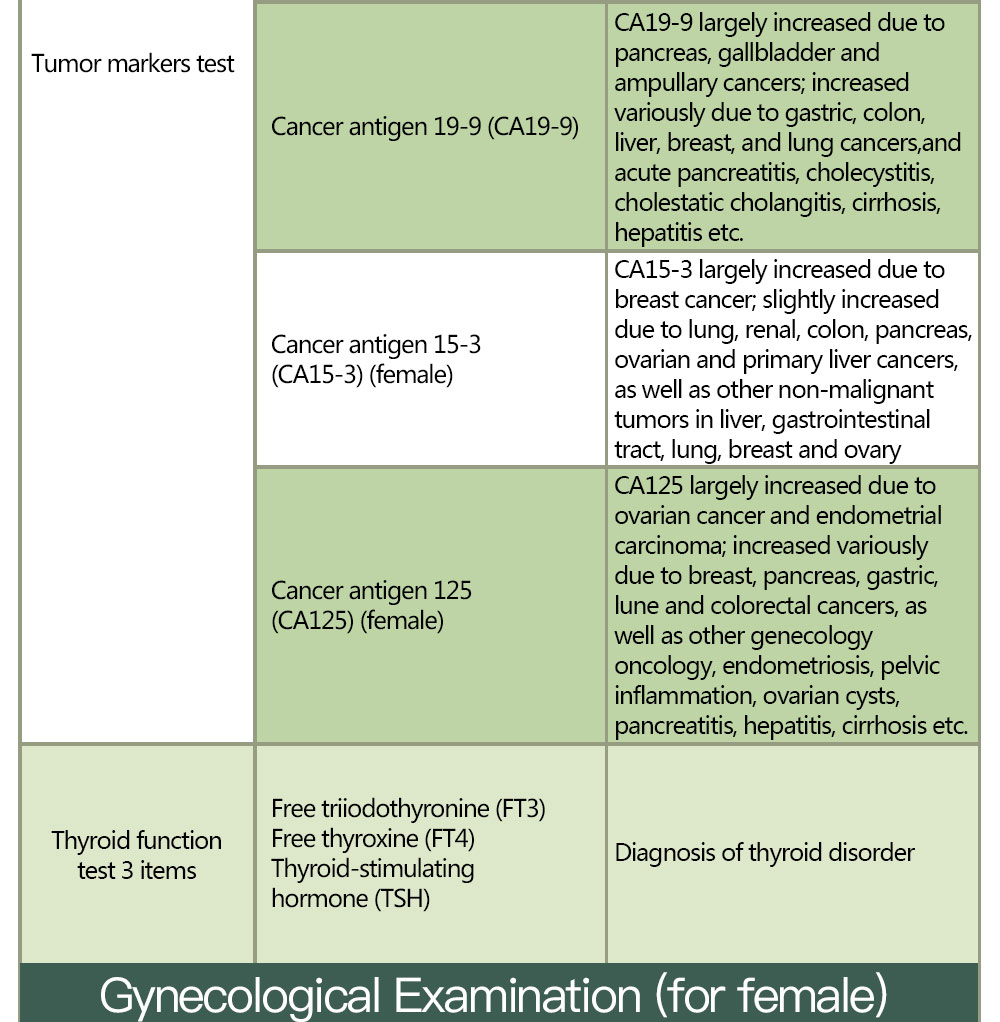 Tumor markers test
Cancer antigen 19-9 (CA19-9)
CA19-9 largely increased due to
pancreas, gallbladder and
ampullary cancers; increased
variously due to gastric, colon,
liver, breast, and lung cancers,and
acute pancreatitis, cholecystitis,
cholestatic cholangitis, cirrhosis,
hepatitis etc.
Cancer antigen 15-3
(CA15-3) (female)
CA15-3 largely increased due to
breast cancer; slightly increased
due to lung, renal, colon, pancreas,
ovarian and primary liver cancers,
as well as other non-malignant
tumors in liver, gastrointestinal
tract, lung, breast and ovary
Cancer antigen 125
(CA125) (female)
CA125 largely increased due to
ovarian cancer and endometrial
carcinoma; increased variously
due to breast, pancreas, gastric,
lune and colorectal cancers, as
well as other genecology
oncology, endometriosis, pelvic
inflammation, ovarian cysts,
pancreatitis, hepatitis, cirrhosis etc.
Thyroid function
test 3 items
Free triiodothyronine (FT3)
Free thyroxine (FT4)
Thyroid-stimulating
hormone (TSH)
Diagnosis of thyroid disorder
Gynecological Examination (for female)